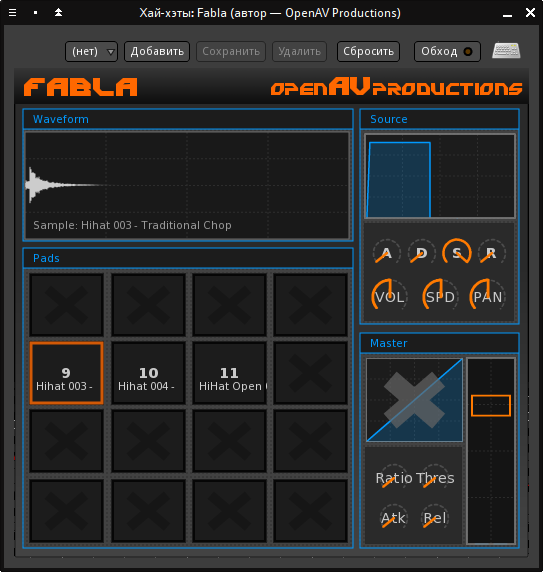 Хай-хэты: Fabla (автор — OpenAV Productions)
(нет) Добавить Сохранить Удалить Сбросить Обход
FABLA
openAVproductions
Waveform
Sample: Hihat 003 - Traditional Chop
Pads
9
Hihat 003 -
10
Hihat 004 -
11
HiHat Open
Source
A D S R
VOL SPD PAN
Master
Ratio Thres
Atk Rel